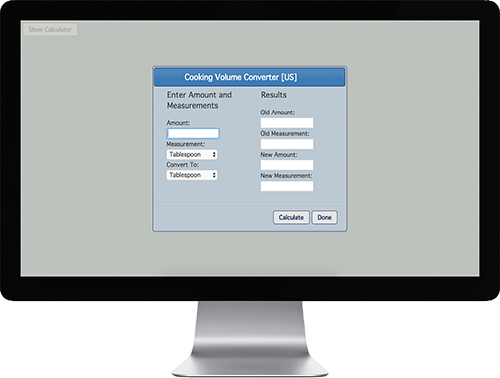 Show Calculator
Cooking Volume Converter [US]
Enter Amount and
Measurements
Amount:
Measurement:
Tablespoon
Convert To:
Tablespoon
Results
Old Amount:
Old Measurement:
New Amount:
New Measurement:
Calculate
Done